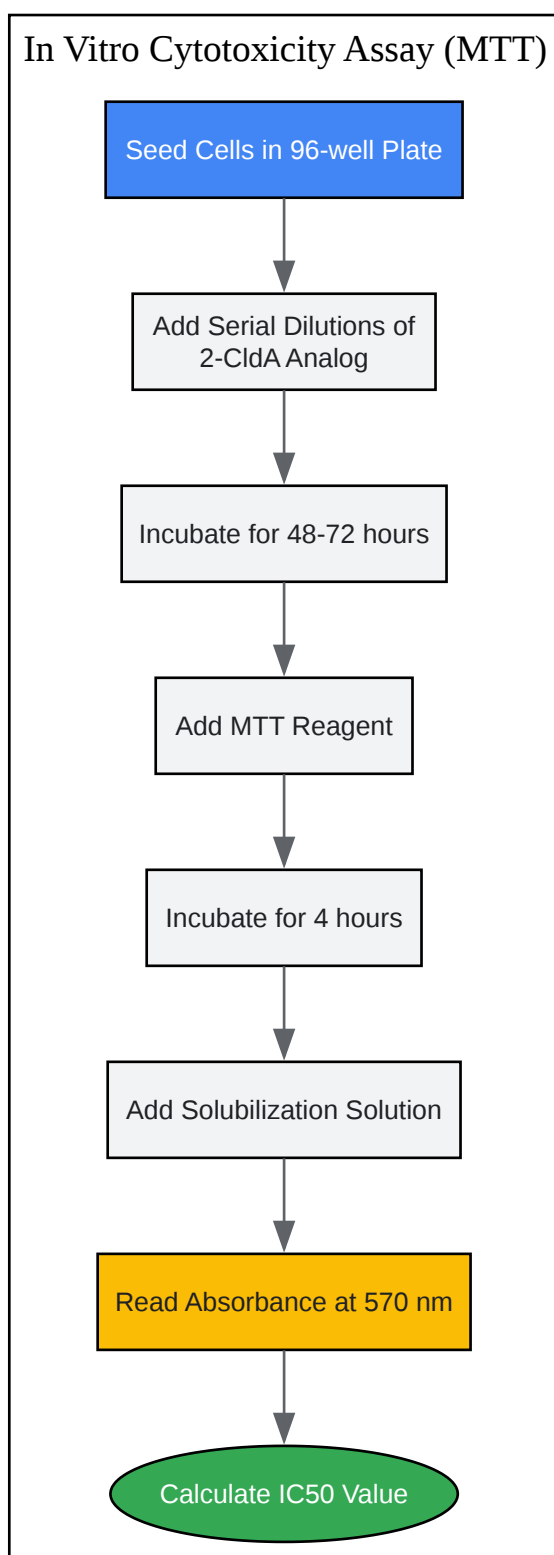 In Vitro Cytotoxicity Assay (MTT)
Seed Cells in 96-well Plate
Add Serial Dilutions of
2-CldA Analog
Incubate for 48-72 hours
Add MTT Reagent
Incubate for 4 hours
Add Solubilization Solution
Read Absorbance at 570 nm
Calculate IC50 Value